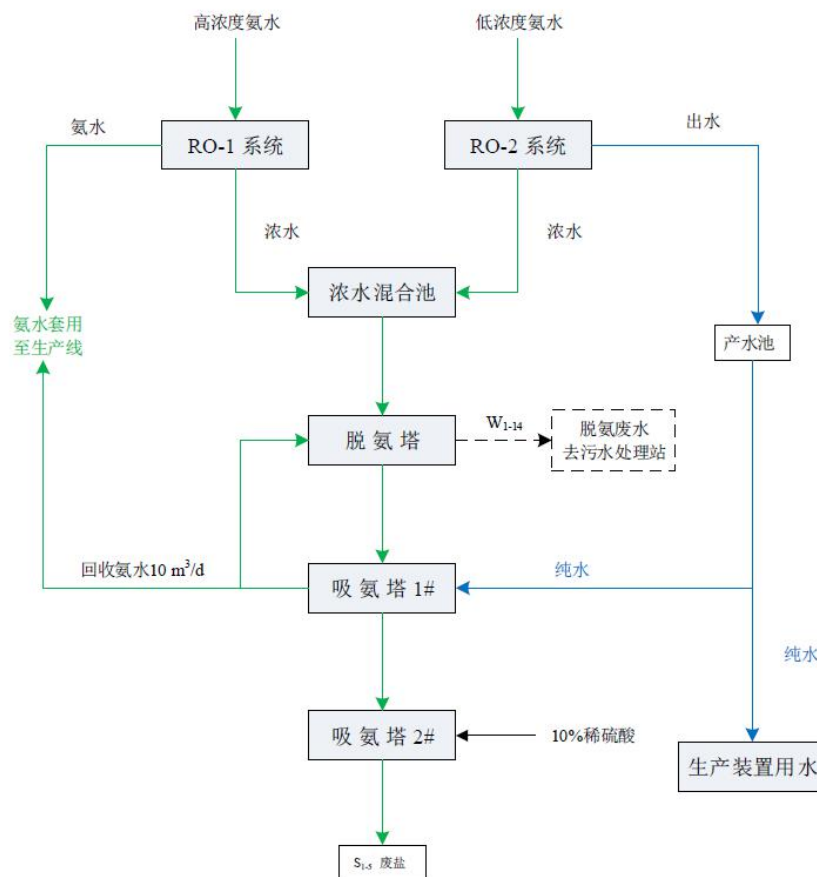 高浓度氨水
低浓度氨水
氨水
出水
RO-1 系统
RO-2 系统
浓水
浓水
浓水混合池
氨水套用
至生产线
产水池
W1-14
脱氨塔
脱氨废水
去污水处理站
回收氨水10 m³/d
吸氨塔1#
纯水
纯水
吸氨塔2#
10%稀硫酸
生产装置用水
S1-5 废盐